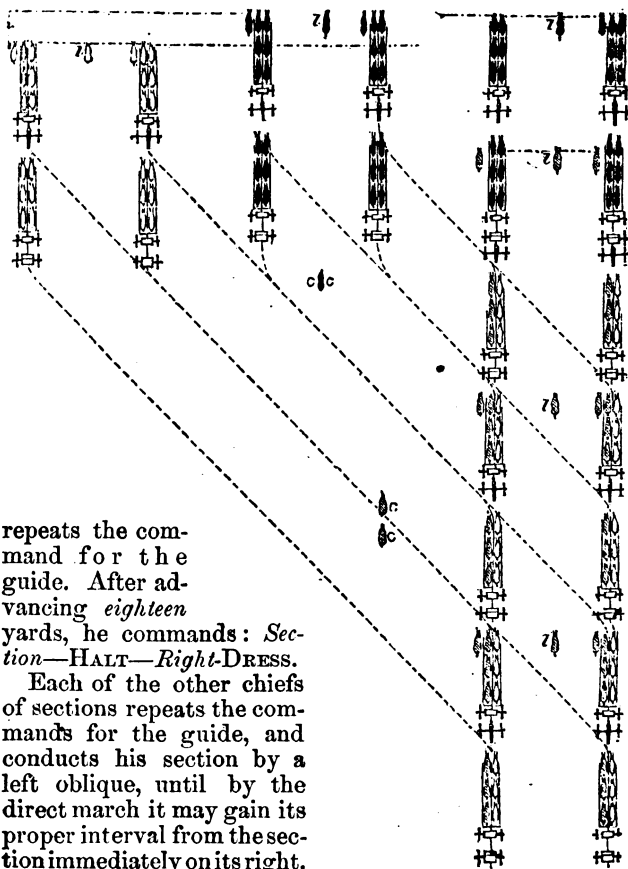 l
l
l
l
c c
l
c
c
l
repeats the com-
mand for the
guide. After ad-
vancing eighteen
yards, he commands: Sec-
tion—HALT—Right-DRESS.
Each of the other chiefs
of sections repeats the com-
mands for the guide, and
conducts his section by a
left oblique, until by the
direct march it may gain its
proper interval from the sec-
tion immediately on its right.